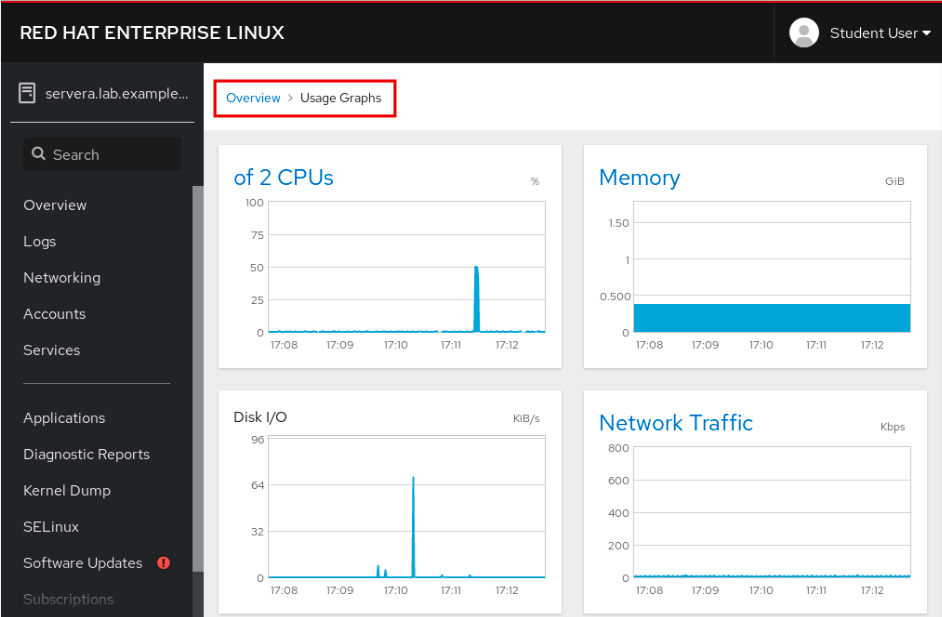 RED HAT ENTERPRISE LINUX
Student User
servera.lab.example...
Search
Overview
Logs
Networking
Accounts
Services
Applications
Diagnostic Reports
Kernel Dump
SELinux
Software Updates
Subscriptions
Overview > Usage Graphs
of 2 CPUs %
100
75
50
25
0
17:08 17:09 17:10 17:11 17:12
Memory GiB
1.50
1
0.500
0
17:08 17:09 17:10 17:11 17:12
Disk I/O KiB/s
96
64
32
0
17:08 17:09 17:10 17:11 17:12
Network Traffic Kbps
800
600
400
200
0
17:08 17:09 17:10 17:11 17:12